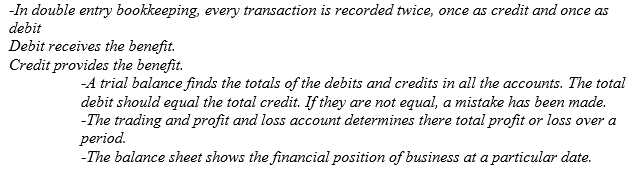 -In double entry bookkeeping, every transaction is recorded twice, once as credit and once as
debit
Debit receives the benefit.
Credit provides the benefit.
-A trial balance finds the totals of the debits and credits in all the accounts. The total
debit should equal the total credit. If they are not equal, a mistake has been made.
-The trading and profit and loss account determines there total profit or loss over a
period.
-The balance sheet shows the financial position of business at a particular date.